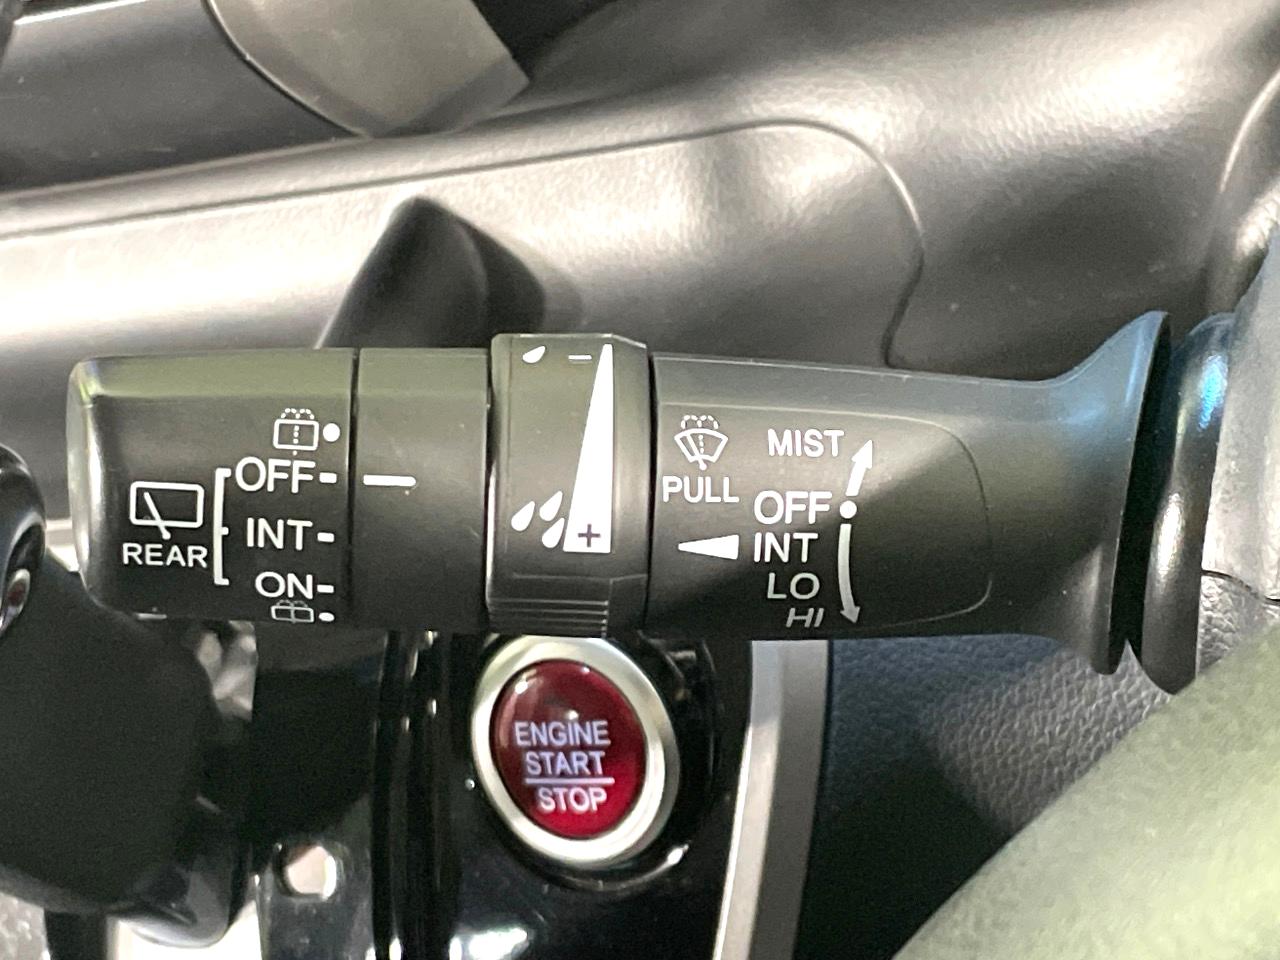 REAR
OFF
INT
ON
−
+
PULL
MIST
OFF
INT
LO
HI
ENGINE
START
STOP